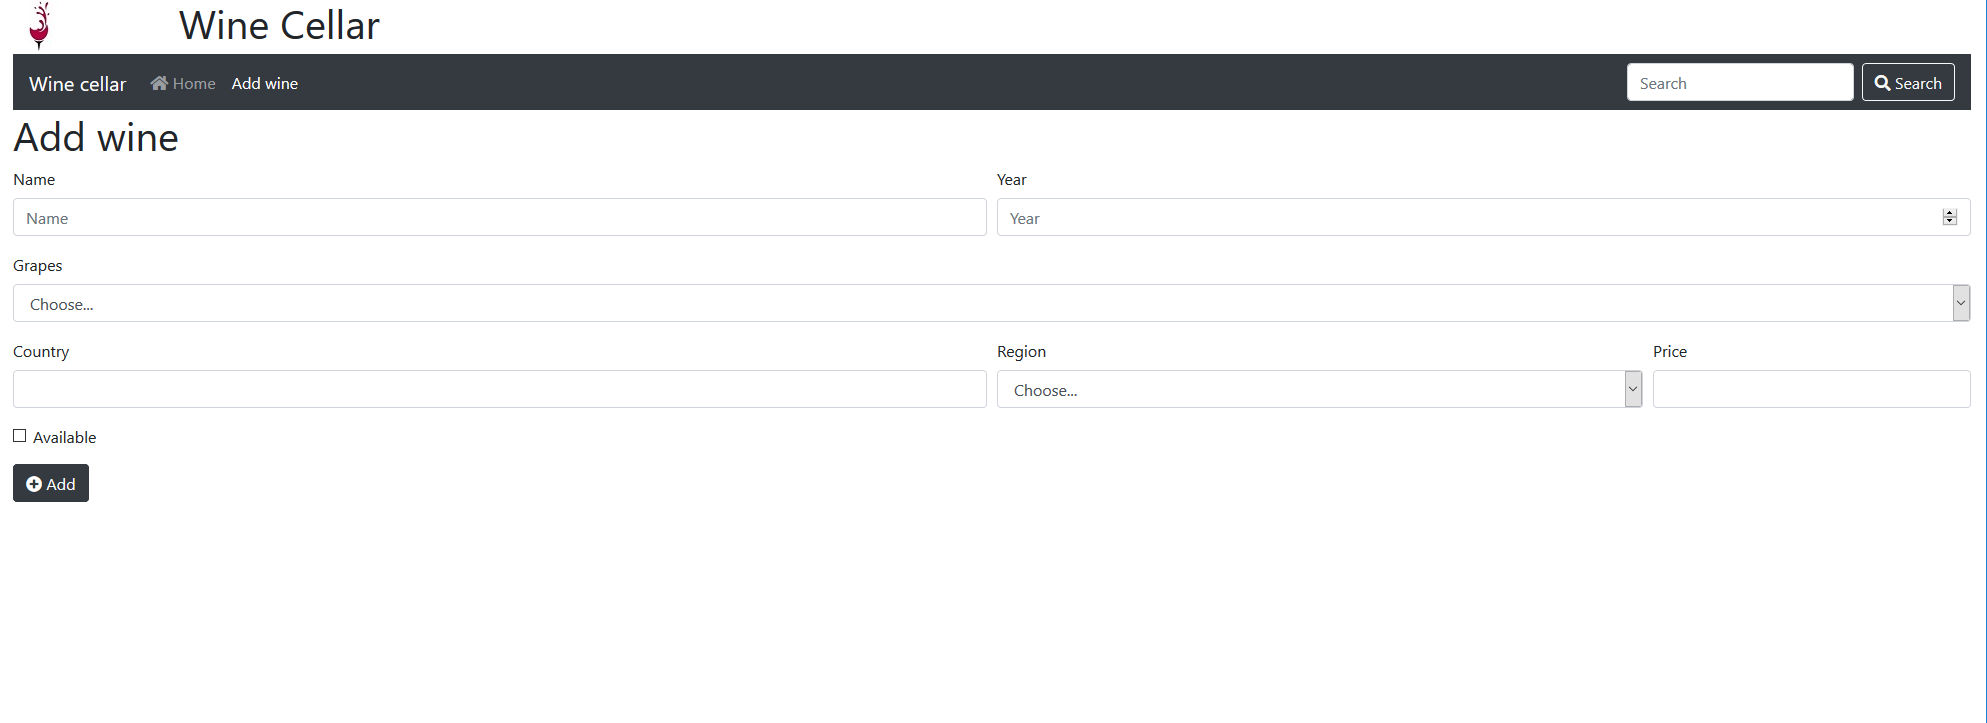 Wine Cellar
Wine cellar Home Add wine Search Search
Add wine
Name Year
Name Year
Grapes
Choose...
Country Region Price
Choose...
Available
Add